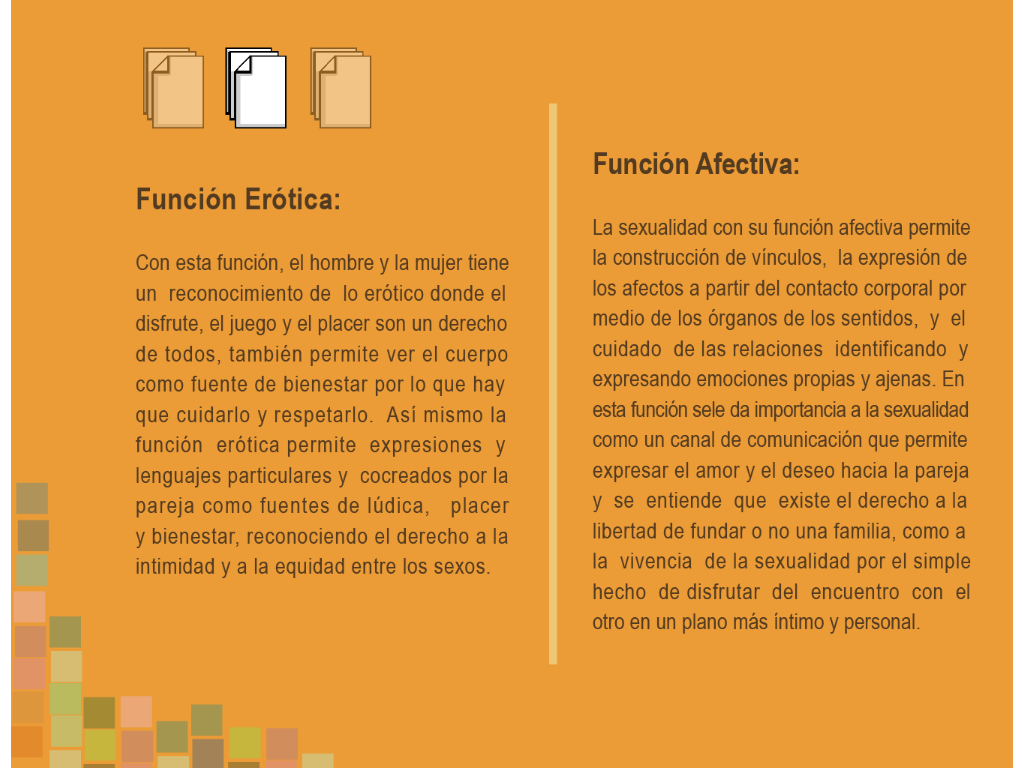 Función Erótica:
Con esta función, el hombre y la mujer tiene
un reconocimiento de lo erótico donde el
disfrute, el juego y el placer son un derecho
de todos, también permite ver el cuerpo
como fuente de bienestar por lo que hay
que cuidarlo y respetarlo. Así mismo la
función erótica permite expresiones y
lenguajes particulares y cocreados por la
pareja como fuentes de lúdica, placer
y bienestar, reconociendo el derecho a la
intimidad y a la equidad entre los sexos.
Función Afectiva:
La sexualidad con su función afectiva permite
la construcción de vínculos, la expresión de
los afectos a partir del contacto corporal por
medio de los órganos de los sentidos, y el
cuidado de las relaciones identificando y
expresando emociones propias y ajenas. En
esta función sele da importancia a la sexualidad
como un canal de comunicación que permite
expresar el amor y el deseo hacia la pareja
y se entiende que existe el derecho a la
libertad de fundar o no una familia, como a
la vivencia de la sexualidad por el simple
hecho de disfrutar del encuentro con el
otro en un plano más íntimo y personal.